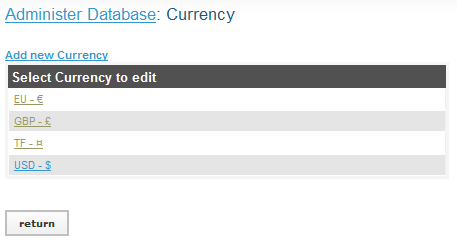 Administer Database: Currency
Add new Currency
Select Currency to edit
EU - €
GBP - £
TF - ¤
USD - $
return